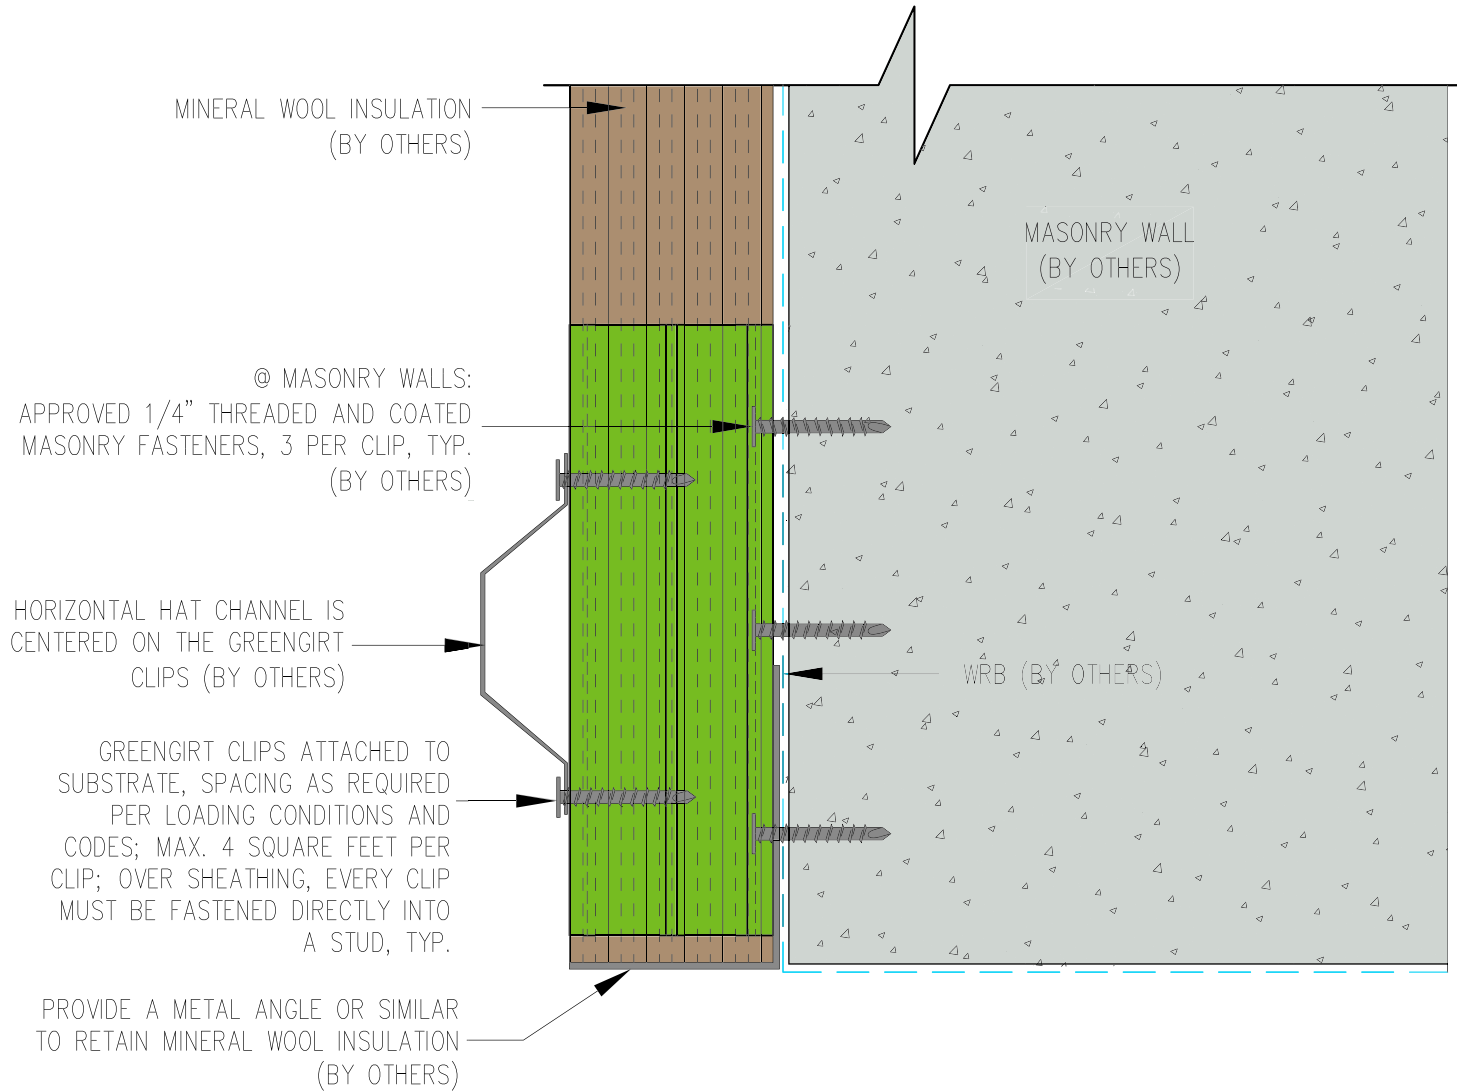 MINERAL WOOL INSULATION
(BY OTHERS)
MASONRY WALL
(BY OTHERS)
@ MASONRY WALLS:
APPROVED 1/4” THREADED AND COATED
MASONRY FASTENERS, 3 PER CLIP, TYP.
(BY OTHERS)
HORIZONTAL HAT CHANNEL IS
CENTERED ON THE GREENGIRT
CLIPS (BY OTHERS)
WRB (BY OTHERS)
GREENGIRT CLIPS ATTACHED TO
SUBSTRATE, SPACING AS REQUIRED
PER LOADING CONDITIONS AND
CODES; MAX. 4 SQUARE FEET PER
CLIP; OVER SHEATHING, EVERY CLIP
MUST BE FASTENED DIRECTLY INTO
A STUD, TYP.
PROVIDE A METAL ANGLE OR SIMILAR
TO RETAIN MINERAL WOOL INSULATION
(BY OTHERS)